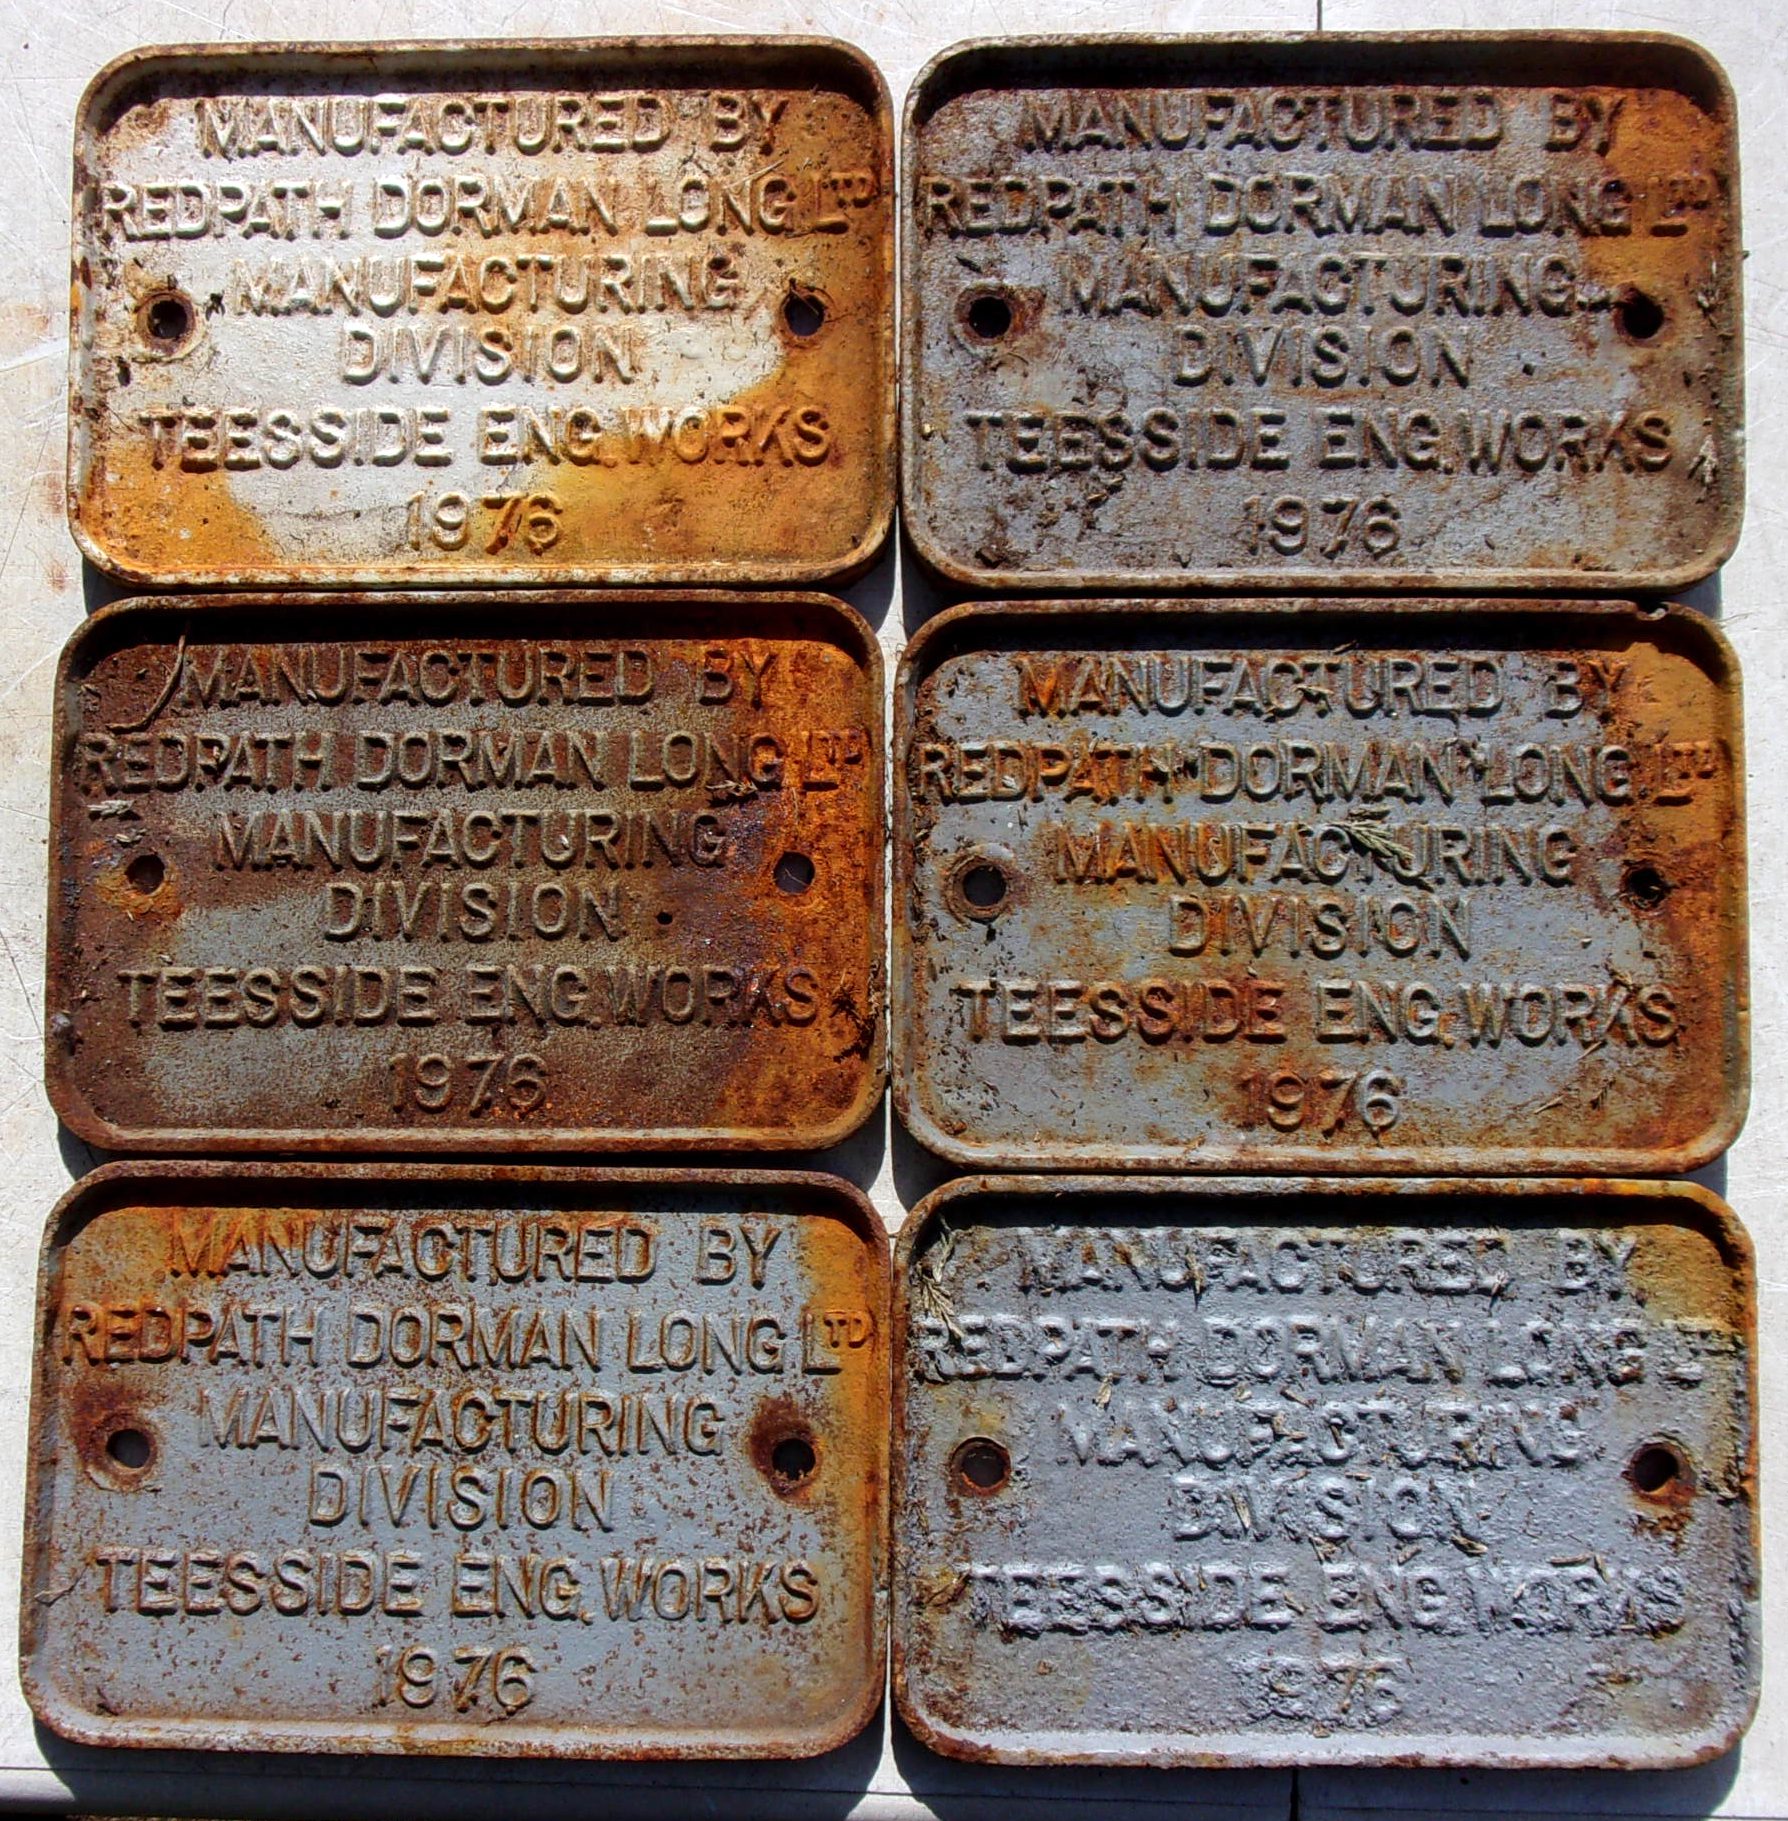 MANUFACTURED BY
REDPATH DORMAN LONG LTD
MANUFACTURING
DIVISION
TEESSIDE ENG. WORKS
1976
MANUFACTURED BY
REDPATH DORMAN LONG LTD
MANUFACTURING
DIVISION
TEESSIDE ENG. WORKS
1976
MANUFACTURED BY
REDPATH DORMAN LONG LTD
MANUFACTURING
DIVISION
TEESSIDE ENG. WORKS
1976
MANUFACTURED BY
REDPATH DORMAN LONG LTD
MANUFACTURING
DIVISION
TEESSIDE ENG. WORKS
1976
MANUFACTURED BY
REDPATH DORMAN LONG LTD
MANUFACTURING
DIVISION
TEESSIDE ENG. WORKS
1976
MANUFACTURED BY
REDPATH DORMAN LONG LTD
MANUFACTURING
DIVISION
TEESSIDE ENG. WORKS
1976